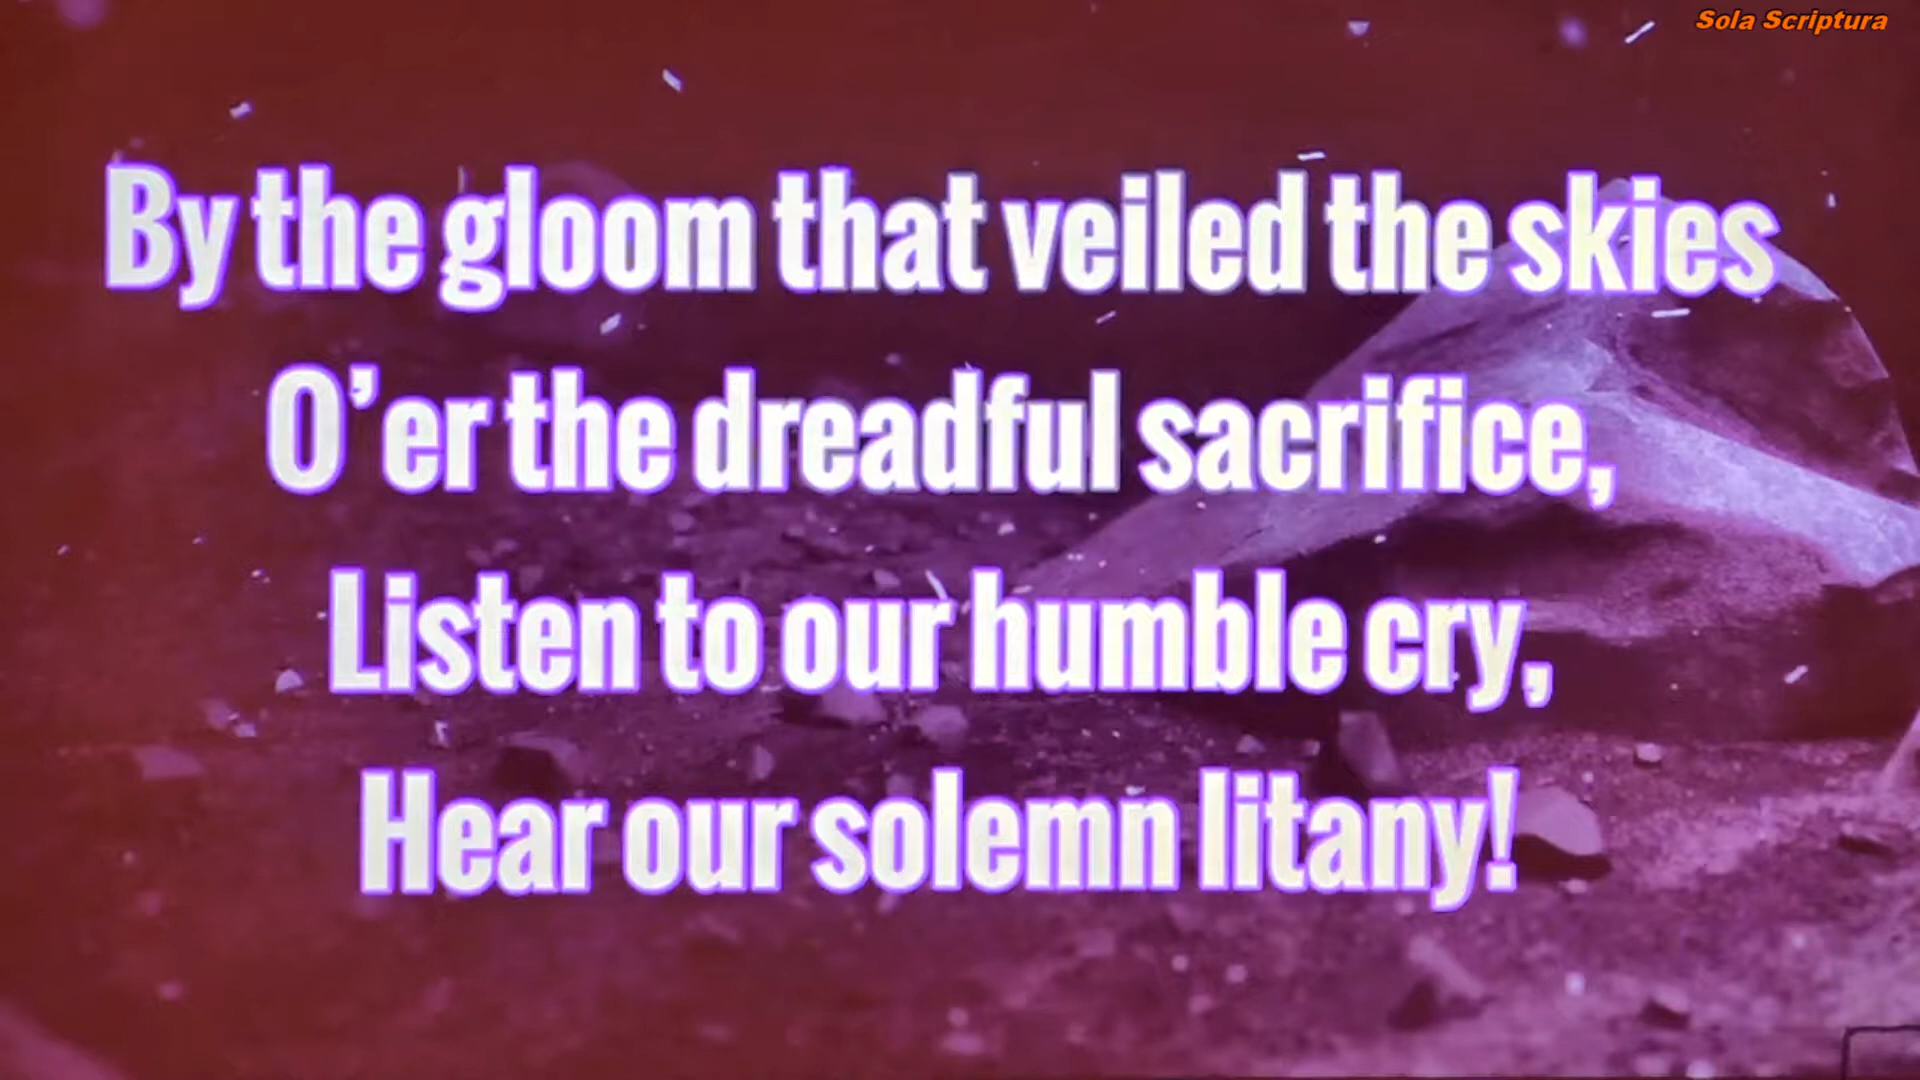 Sola Scriptura
By the gloom that veiled the skies
O’er the dreadful sacrifice,
Listen to our humble cry,
Hear our solemn litany!